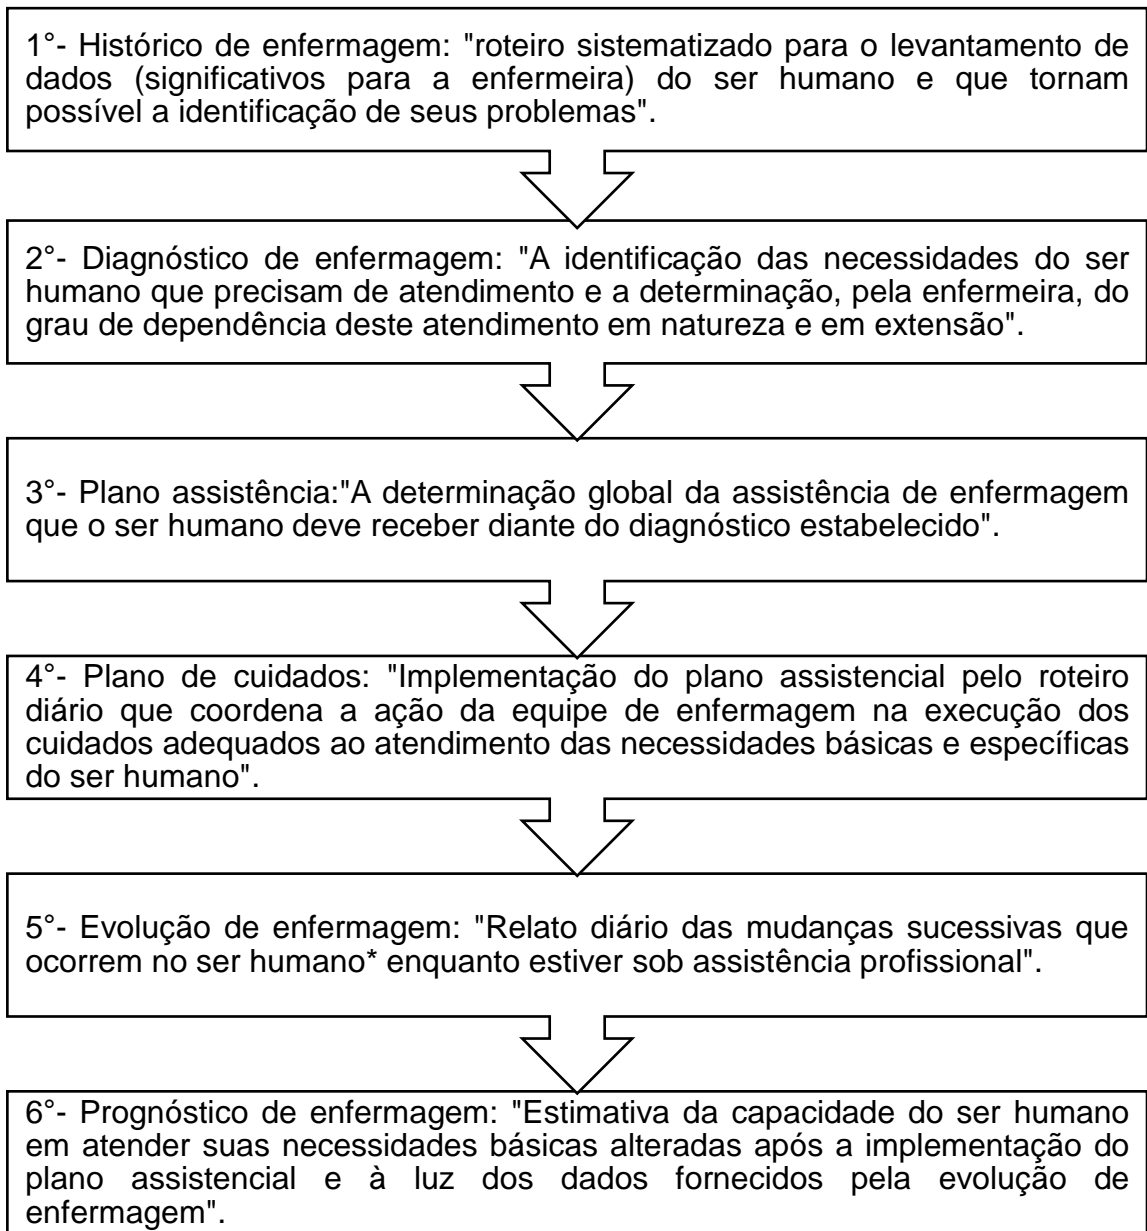 1°- Histórico de enfermagem: "roteiro sistematizado para o levantamento de
dados (significativos para a enfermeira) do ser humano e que tornam
possível a identificação de seus problemas".
2°- Diagnóstico de enfermagem: "A identificação das necessidades do ser
humano que precisam de atendimento e a determinação, pela enfermeira, do
grau de dependência deste atendimento em natureza e em extensão".
3°- Plano assistência:"A determinação global da assistência de enfermagem
que o ser humano deve receber diante do diagnóstico estabelecido".
4°- Plano de cuidados: "Implementação do plano assistencial pelo roteiro
diário que coordena a ação da equipe de enfermagem na execução dos
cuidados adequados ao atendimento das necessidades básicas e específicas
do ser humano".
5°- Evolução de enfermagem: "Relato diário das mudanças sucessivas que
ocorrem no ser humano* enquanto estiver sob assistência profissional".
6°- Prognóstico de enfermagem: "Estimativa da capacidade do ser humano
em atender suas necessidades básicas alteradas após a implementação do
plano assistencial e à luz dos dados fornecidos pela evolução de
enfermagem".